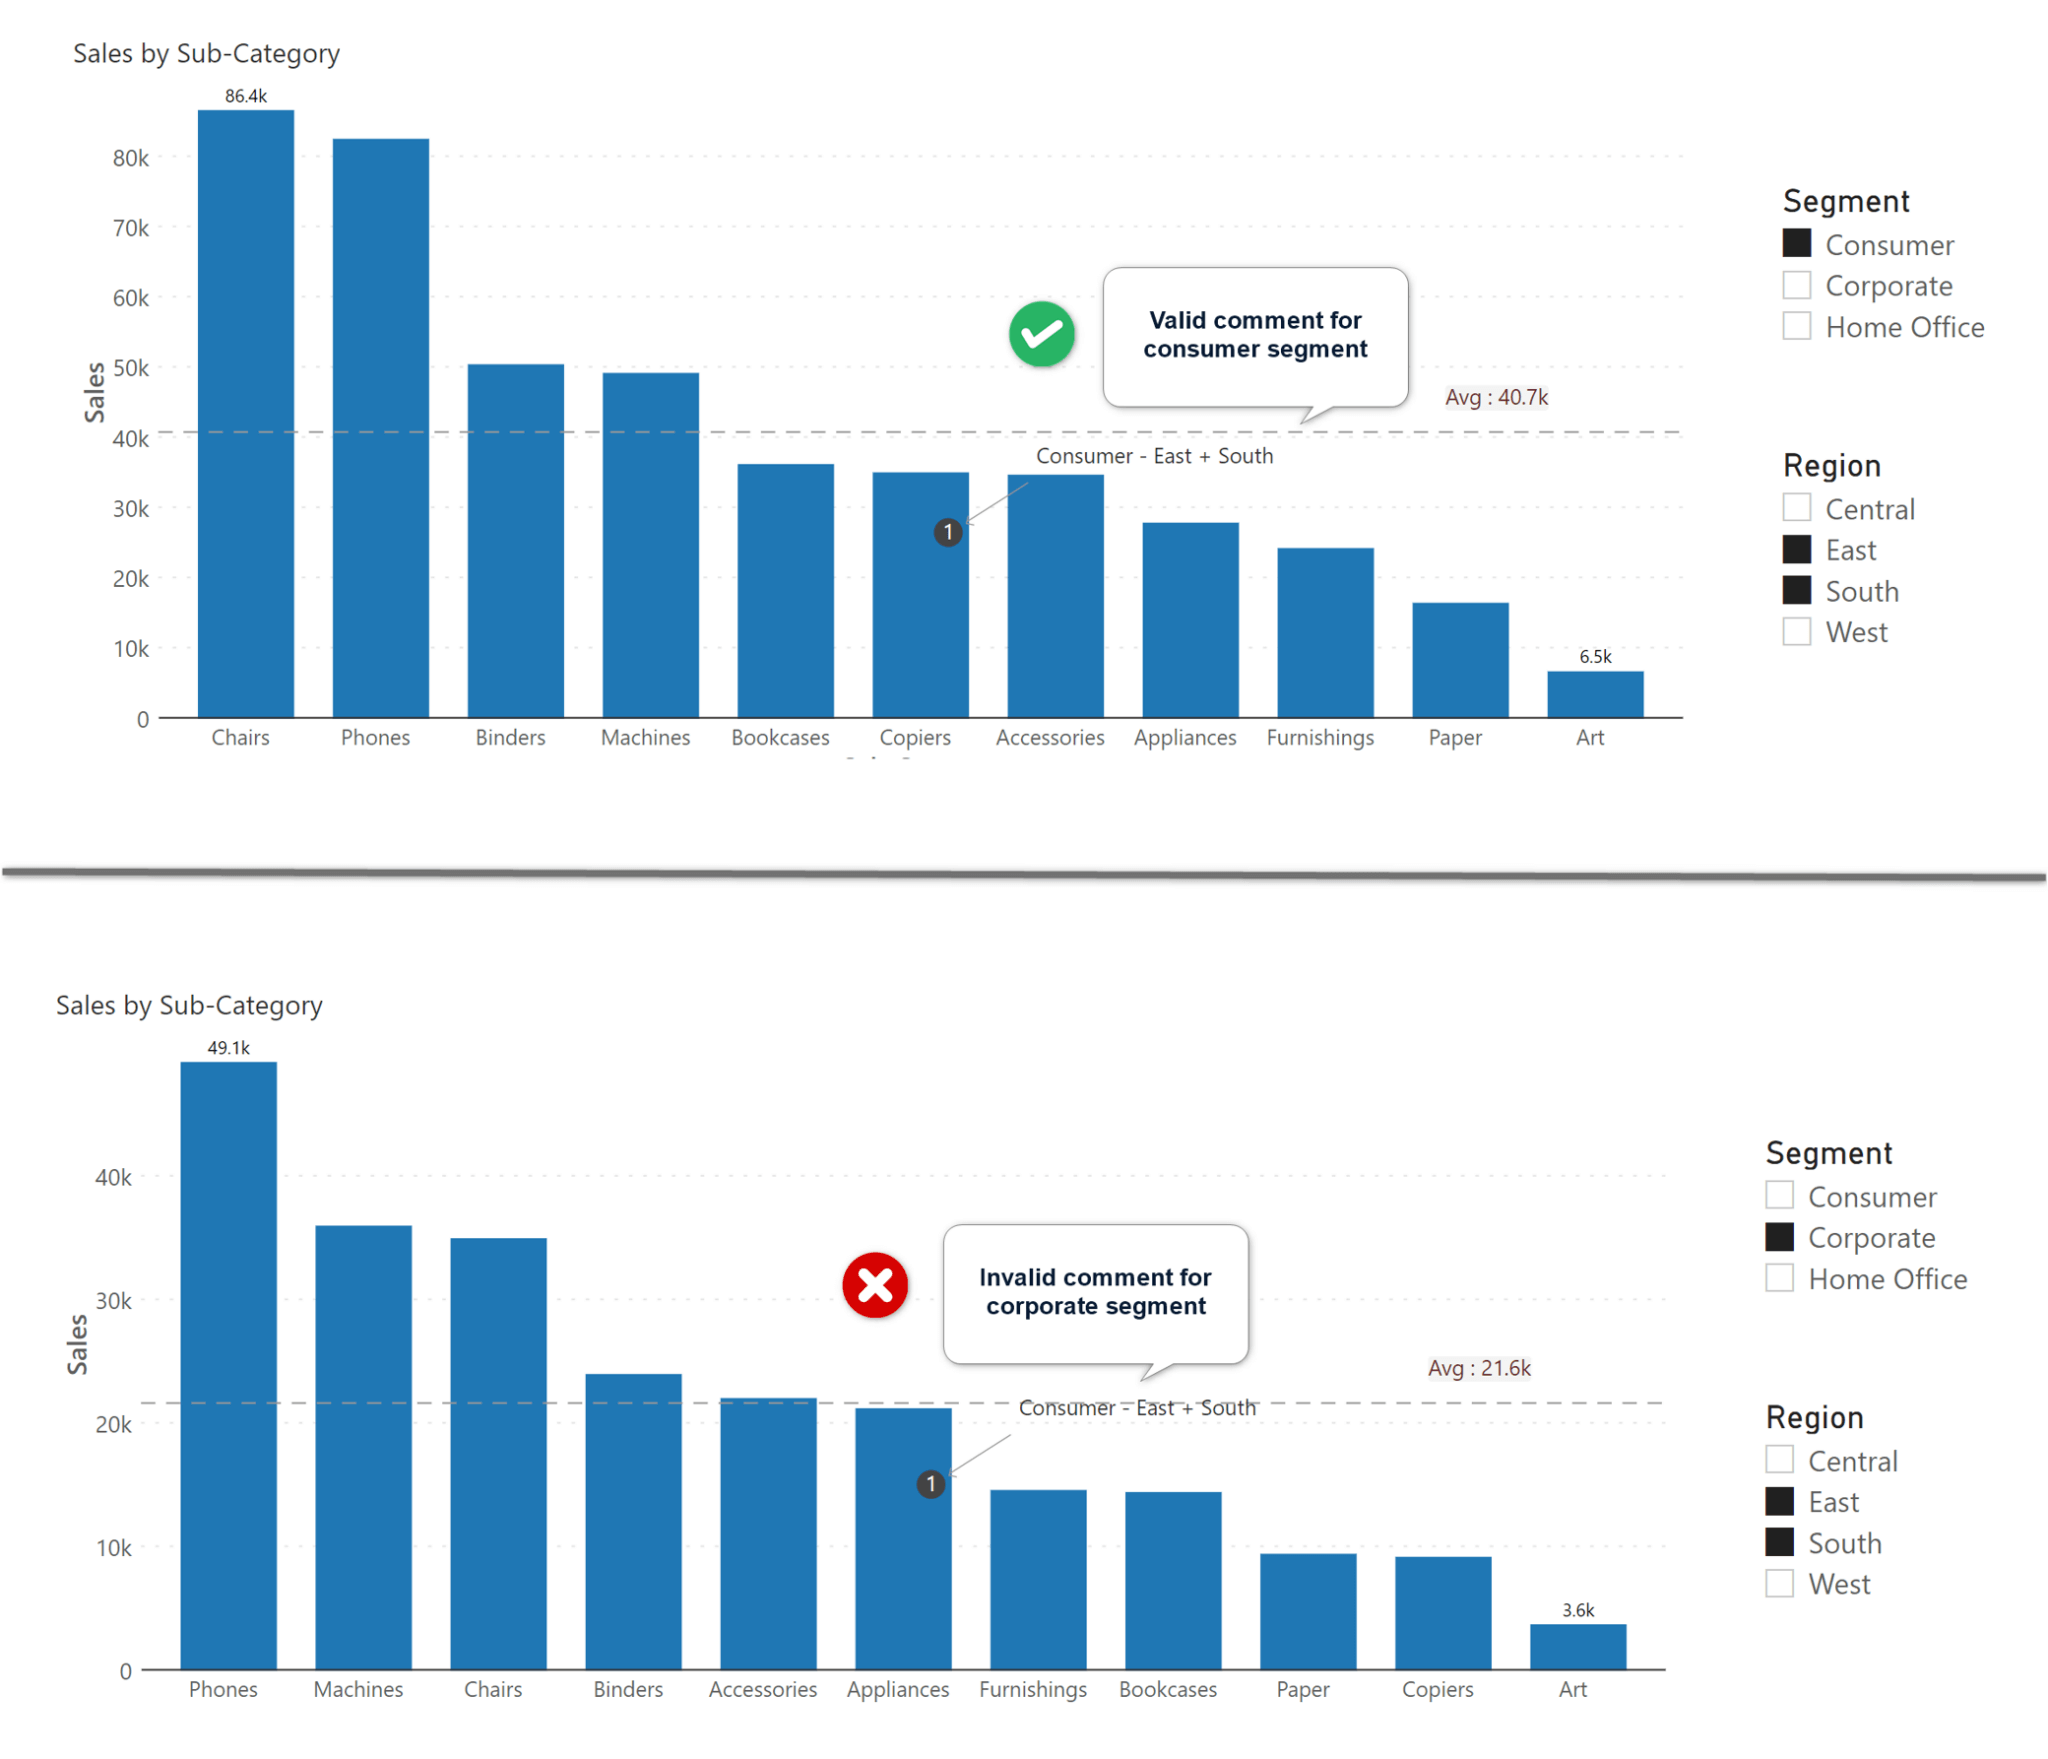 Sales by Sub-Category
86.4k
80k
70k
60k
50k
40k
30k
20k
10k
0
Sales
Valid comment for
consumer segment
Avg : 40.7k
Consumer - East + South
1
6.5k
Chairs Phones Binders Machines Bookcases Copiers Accessories Appliances Furnishings Paper Art
Segment
Consumer
Corporate
Home Office
Region
Central
East
South
West
Sales by Sub-Category
49.1k
40k
30k
20k
10k
0
Sales
Invalid comment for
corporate segment
Avg : 21.6k
Consumer - East + South
1
3.6k
Phones Machines Chairs Binders Accessories Appliances Furnishings Bookcases Paper Copiers Art
Segment
Consumer
Corporate
Home Office
Region
Central
East
South
West